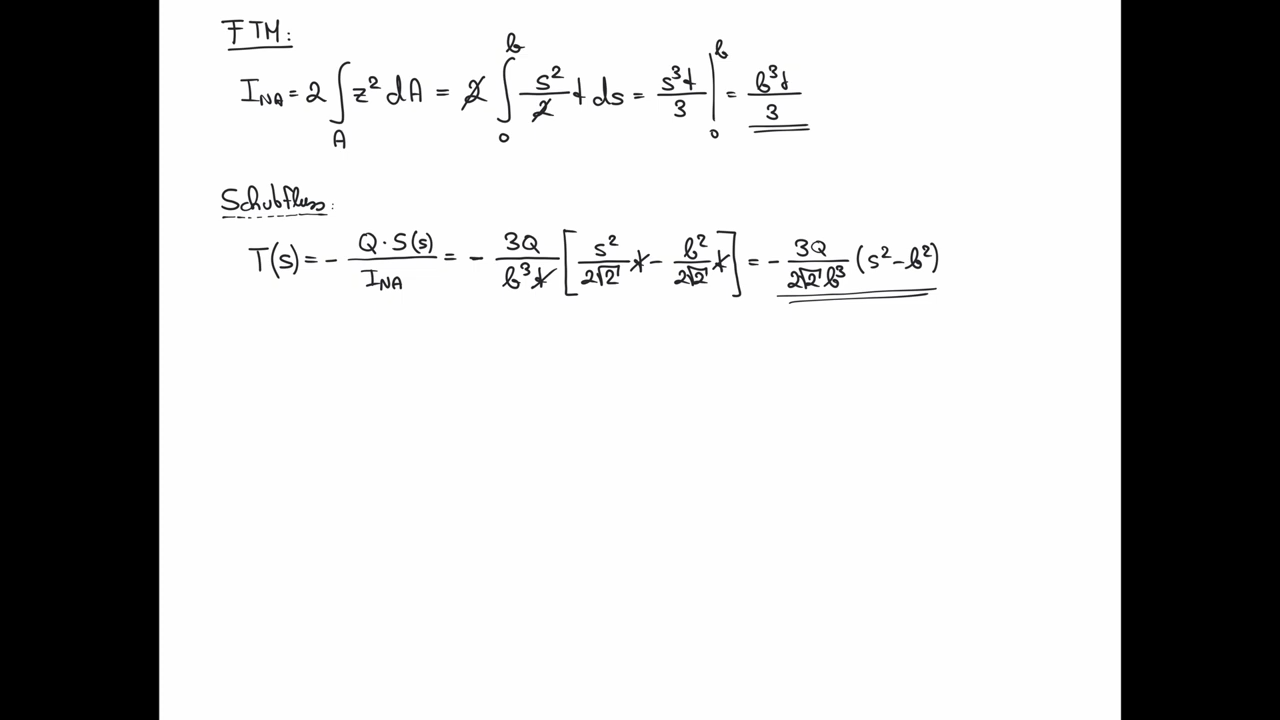 FTM:
I_NA = 2 ∫_A z² dA = 2 ∫_0^b s²/2 t ds = s³t/3 |_0^b = b³t/3
Schubfluss:
T(s) = - Q·S(s)/I_NA = - 3Q/(b³t) [ s²/(2√2) t - b²/(2√2) t ] = - 3Q/(2√2 b³) (s² - b²)